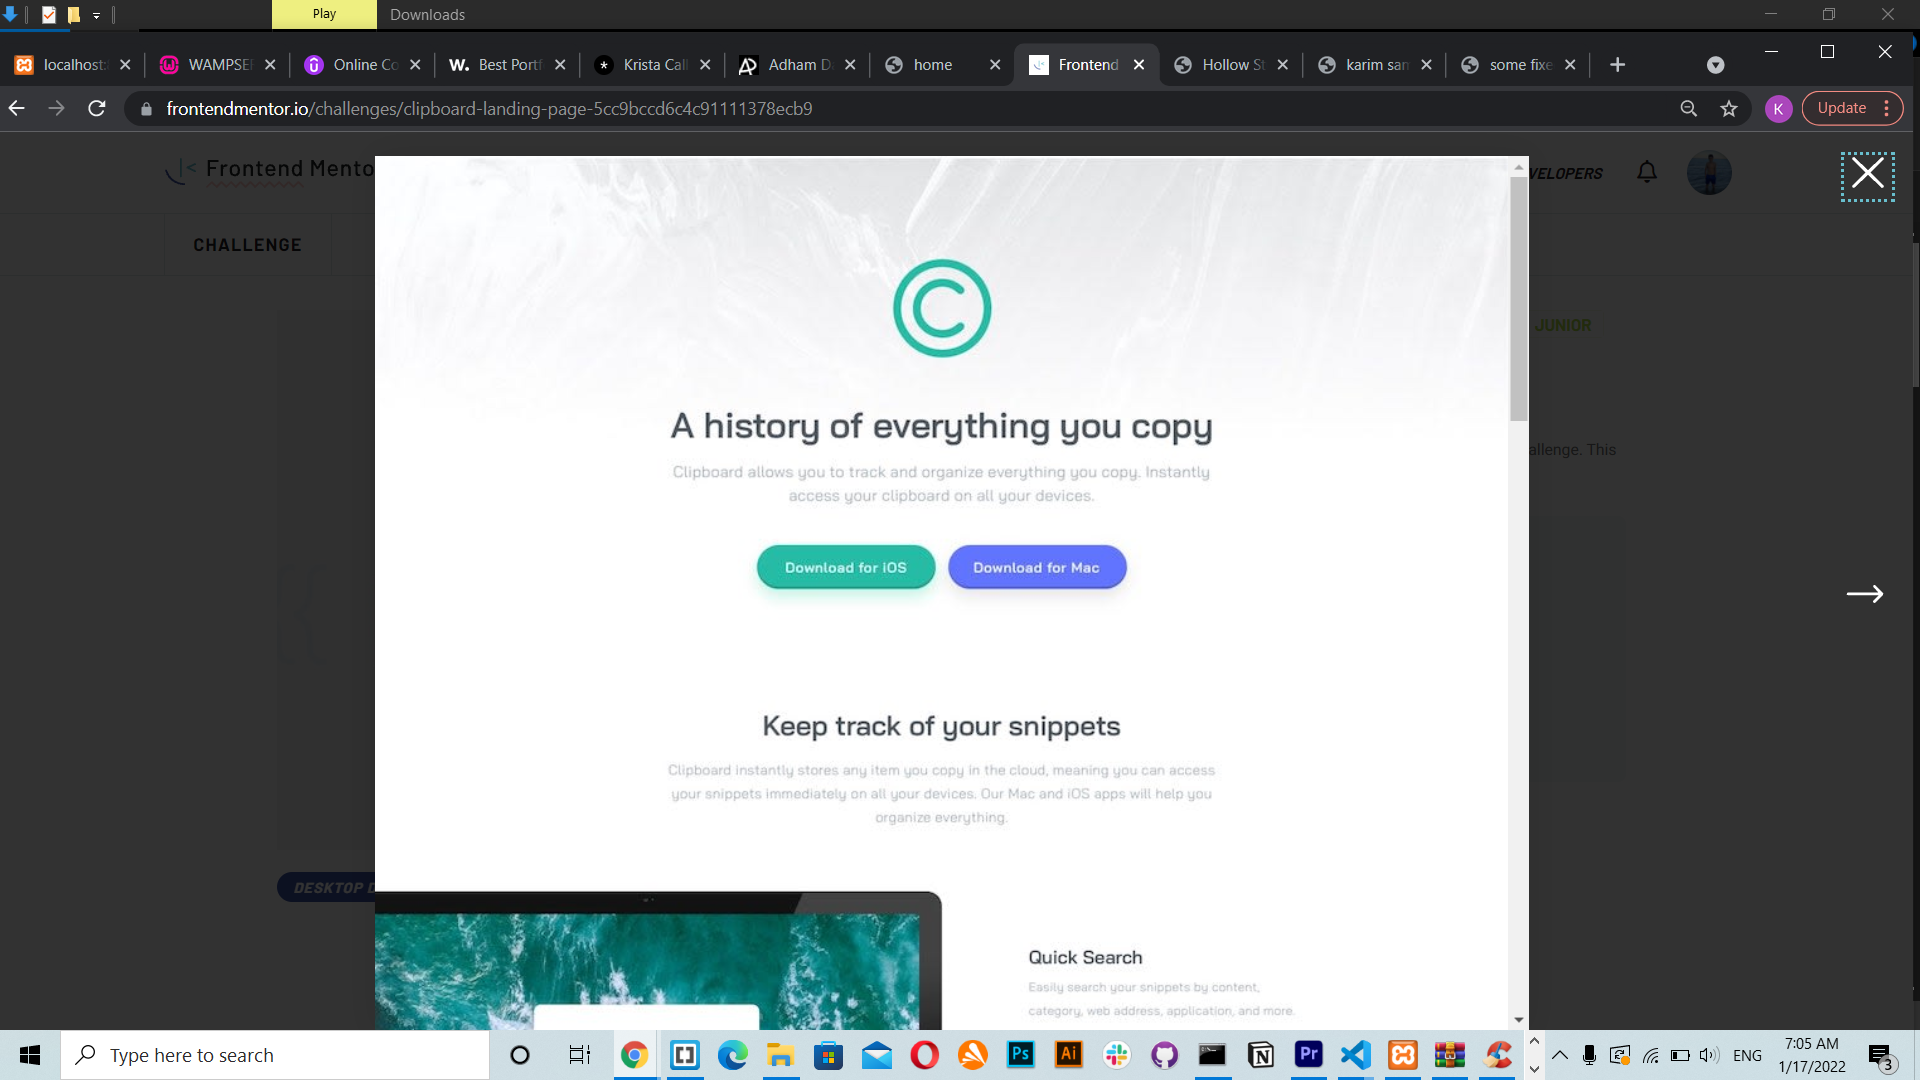 Play
Downloads
localhost:
WAMPSE
Online Co
W. Best Port
Krista Call
Adham D
home
Frontend
Hollow St
karim sam
some fixe
frontendmentor.io/challenges/clipboard-landing-page-5cc9bccd6c4c91111378ecb9
K
Update
Frontend Mento
VELOPERS
CHALLENGE
JUNIOR
A history of everything you copy
Clipboard allows you to track and organize everything you copy. Instantly
access your clipboard on all your devices.
allenge. This
Download for iOS
Download for Mac
Keep track of your snippets
Clipboard instantly stores any item you copy in the cloud, meaning you can access
your snippets immediately on all your devices. Our Mac and iOS apps will help you
organize everything.
DESKTOP D
Quick Search
Easily search your snippets by content,
category, web address, application, and more.
Type here to search
Ps
Ai
Pr
ENG
7:05 AM
1/17/2022
3